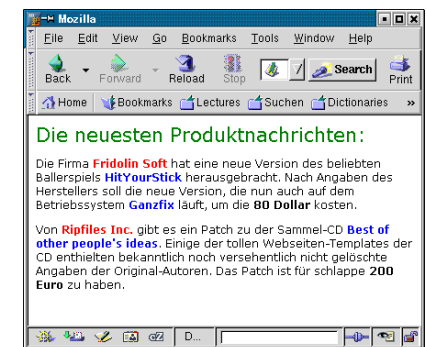 Mozilla
File Edit View Go Bookmarks Tools Window Help
Back Forward Reload Stop Search Print
Home Bookmarks Lectures Suchen Dictionaries »
Die neuesten Produktnachrichten:
Die Firma Fridolin Soft hat eine neue Version des beliebten
Ballerspiels HitYourStick herausgebracht. Nach Angaben des
Herstellers soll die neue Version, die nun auch auf dem
Betriebssystem Ganzfix läuft, um die 80 Dollar kosten.
Von Ripfiles Inc. gibt es ein Patch zu der Sammel-CD Best of
other people's ideas. Einige der tollen Webseiten-Templates der
CD enthielten bekanntlich noch versehentlich nicht gelöschte
Angaben der Original-Autoren. Das Patch ist für schlappe 200
Euro zu haben.
D...